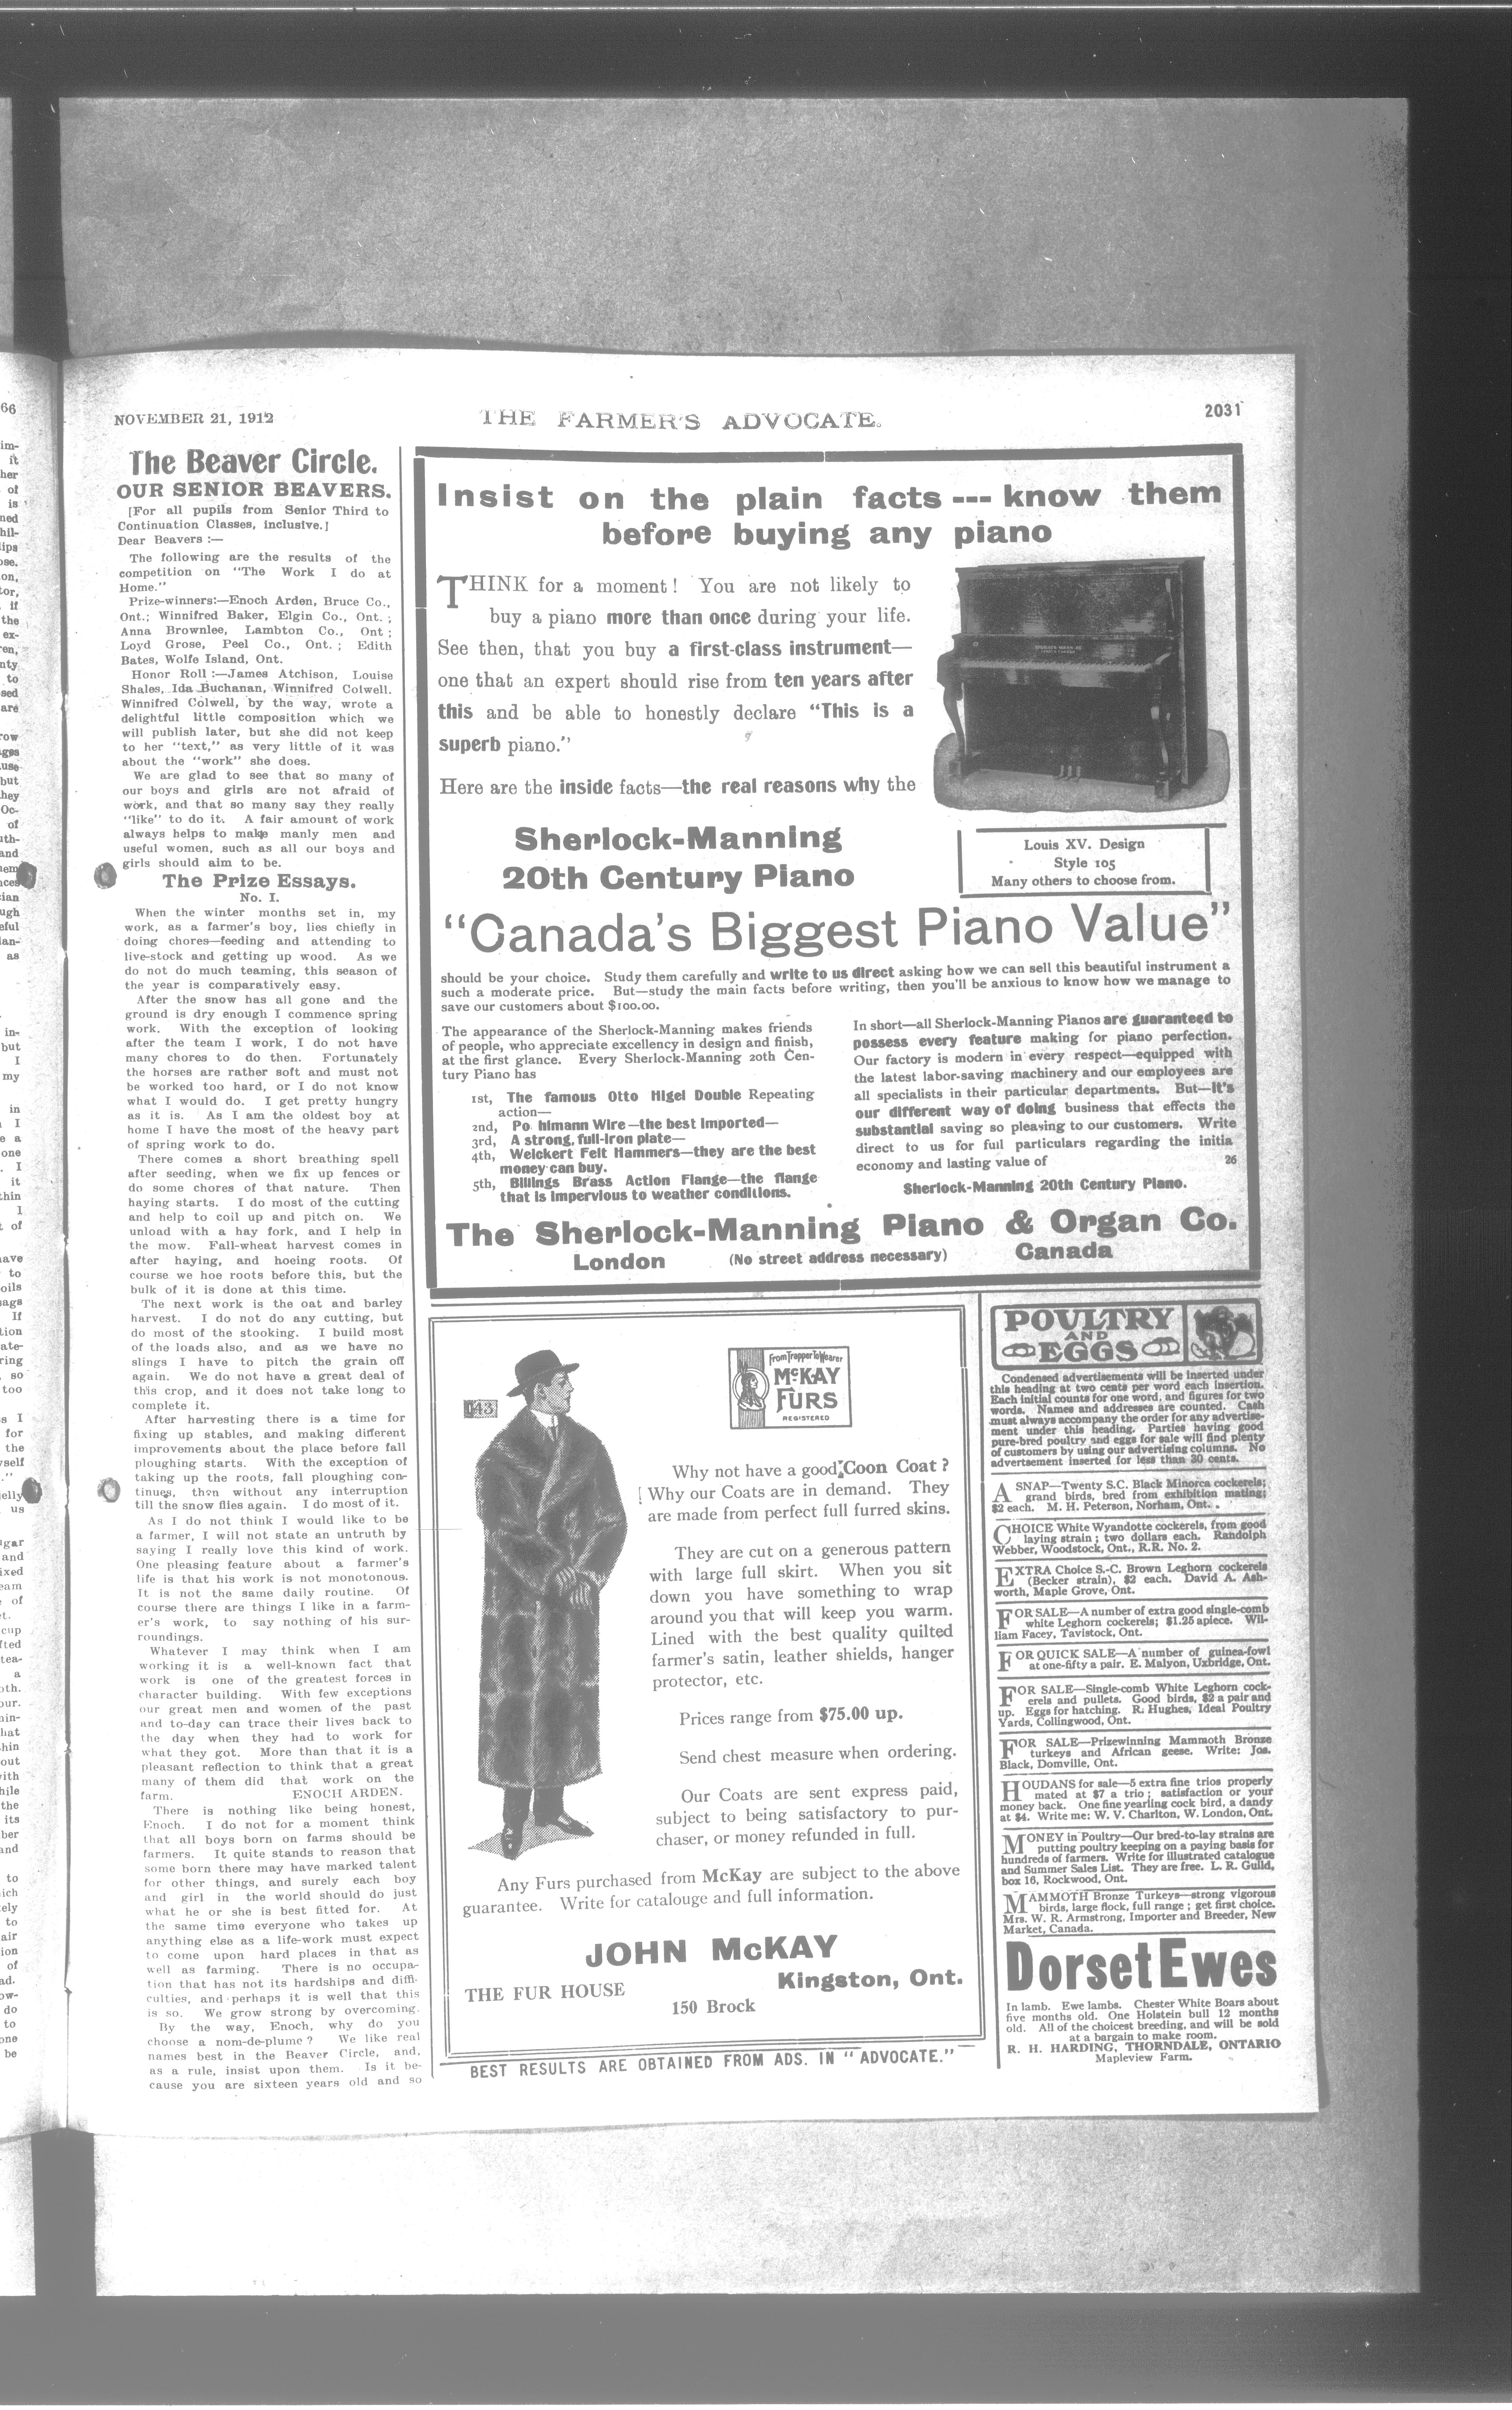 NOVEMBER 21, 1912
THE FARMER'S ADVOCATE.
2031
The Beaver Circle.
OUR SENIOR BEAVERS.
[For all pupils from Senior Third to
Continuation Classes, inclusive.]
Dear Beavers :—
The following are the results of the
competition on "The Work I do at
Home."
Prize-winners:—Enoch Arden, Bruce Co.,
Ont.; Winnifred Baker, Elgin Co., Ont. ;
Anna Brownlee, Lambton Co., Ont ;
Loyd Grose, Peel Co., Ont. ; Edith
Bates, Wolfe Island, Ont.
Honor Roll :—James Atchison, Louise
Shales, Ida Buchanan, Winnifred Colwell.
Winnifred Colwell, by the way, wrote a
delightful little composition which we
will publish later, but she did not keep
to her "text," as very little of it was
about the "work" she does.
We are glad to see that so many of
our boys and girls are not afraid of
work, and that so many say they really
"like" to do it. A fair amount of work
always helps to make manly men and
useful women, such as all our boys and
girls should aim to be.
The Prize Essays.
No. I.
When the winter months set in, my
work, as a farmer's boy, lies chiefly in
doing chores—feeding and attending to
live-stock and getting up wood. As we
do not do much teaming, this season of
the year is comparatively easy.
After the snow has all gone and the
ground is dry enough I commence spring
work. With the exception of looking
after the team I work, I do not have
many chores to do then. Fortunately
the horses are rather soft and must not
be worked too hard, or I do not know
what I would do. I get pretty hungry
as it is. As I am the oldest boy at
home I have the most of the heavy part
of spring work to do.
There comes a short breathing spell
after seeding, when we fix up fences or
do some chores of that nature. Then
haying starts. I do most of the cutting
and help to coil up and pitch on. We
unload with a hay fork, and I help in
the mow. Fall-wheat harvest comes in
after haying, and hoeing roots. Of
course we hoe roots before this, but the
bulk of it is done at this time.
The next work is the oat and barley
harvest. I do not do any cutting, but
do most of the stooking. I build most
of the loads also, and as we have no
slings I have to pitch the grain off
again. We do not have a great deal of
this crop, and it does not take long to
complete it.
After harvesting there is a time for
fixing up stables, and making different
improvements about the place before fall
ploughing starts. With the exception of
taking up the roots, fall ploughing con-
tinues, then without any interruption
till the snow flies again. I do most of it.
As I do not think I would like to be
a farmer, I will not state an untruth by
saying I really love this kind of work.
One pleasing feature about a farmer's
life is that his work is not monotonous.
It is not the same daily routine. Of
course there are things I like in a farm-
er's work, to say nothing of his sur-
roundings.
Whatever I may think when I am
working it is a well-known fact that
work is one of the greatest forces in
character building. With few exceptions
our great men and women of the past
and to-day can trace their lives back to
the day when they had to work for
what they got. More than that it is a
pleasant reflection to think that a great
many of them did that work on the
farm. ENOCH ARDEN.
There is nothing like being honest,
Enoch. I do not for a moment think
that all boys born on farms should be
farmers. It quite stands to reason that
some born there may have marked talent
for other things, and surely each boy
and girl in the world should do just
what he or she is best fitted for. At
the same time everyone who takes up
anything else as a life-work must expect
to come upon hard places in that as
well as farming. There is no occupa-
tion that has not its hardships and diffi-
culties, and perhaps it is well that this
is so. We grow strong by overcoming.
By the way, Enoch, why do you
choose a nom-de-plume ? We like real
names best in the Beaver Circle, and,
as a rule, insist upon them. Is it be-
cause you are sixteen years old and so
Insist on the plain facts --- know them
before buying any piano
THINK for a moment! You are not likely to
buy a piano more than once during your life.
See then, that you buy a first-class instrument—
one that an expert should rise from ten years after
this and be able to honestly declare "This is a
superb piano."
Here are the inside facts—the real reasons why the
Sherlock-Manning
20th Century Piano
Louis XV. Design
Style 105
Many others to choose from.
"Canada's Biggest Piano Value"
should be your choice. Study them carefully and write to us direct asking how we can sell this beautiful instrument a
such a moderate price. But—study the main facts before writing, then you'll be anxious to know how we manage to
save our customers about $100.00.
The appearance of the Sherlock-Manning makes friends
of people, who appreciate excellency in design and finish,
at the first glance. Every Sherlock-Manning 20th Cen-
tury Piano has
1st, The famous Otto Higel Double Repeating
action—
2nd, Po hlmann Wire—the best imported—
3rd, A strong, full-iron plate—
4th, Weickert Felt Hammers—they are the best
money can buy.
5th, Billings Brass Action Flange—the flange
that is impervious to weather conditions.
In short—all Sherlock-Manning Pianos are guaranteed to
possess every feature making for piano perfection.
Our factory is modern in every respect—equipped with
the latest labor-saving machinery and our employees are
all specialists in their particular departments. But—it's
our different way of doing business that effects the
substantial saving so pleasing to our customers. Write
direct to us for full particulars regarding the initia
economy and lasting value of 26
Sherlock-Manning 20th Century Piano.
The Sherlock-Manning Piano & Organ Co.
London (No street address necessary) Canada
043
From Trapper To Wearer
McKAY
FURS
REGISTERED
Why not have a good Coon Coat ?
Why our Coats are in demand. They
are made from perfect full furred skins.
They are cut on a generous pattern
with large full skirt. When you sit
down you have something to wrap
around you that will keep you warm.
Lined with the best quality quilted
farmer's satin, leather shields, hanger
protector, etc.
Prices range from $75.00 up.
Send chest measure when ordering.
Our Coats are sent express paid,
subject to being satisfactory to pur-
chaser, or money refunded in full.
Any Furs purchased from McKay are subject to the above
guarantee. Write for catalouge and full information.
JOHN McKAY
THE FUR HOUSE
Kingston, Ont.
150 Brock
BEST RESULTS ARE OBTAINED FROM ADS. IN "ADVOCATE."
POULTRY
AND
EGGS
Condensed advertisements will be inserted under
this heading at two cents per word each insertion.
Each initial counts for one word, and figures for two
words. Names and addresses are counted. Cash
must always accompany the order for any advertise-
ment under this heading. Parties having good
pure-bred poultry and eggs for sale will find plenty
of customers by using our advertising columns. No
advertsement inserted for less than 30 cents.
A SNAP—Twenty S.C. Black Minorca cockerels;
grand birds, bred from exhibition mating;
$2 each. M. H. Peterson, Norham, Ont.
CHOICE White Wyandotte cockerels, from good
laying strain ; two dollars each. Randolph
Webber, Woodstock, Ont., R.R. No. 2.
EXTRA Choice S.-C. Brown Leghorn cockerels
(Becker strain), $2 each. David A. Ash-
worth, Maple Grove, Ont.
FOR SALE—A number of extra good single-comb
white Leghorn cockerels; $1.25 apiece. Wil-
liam Facey, Tavistock, Ont.
FOR QUICK SALE—A number of guinea-fowl
at one-fifty a pair. E. Malyon, Uxbridge, Ont.
FOR SALE—Single-comb White Leghorn cock-
erels and pullets. Good birds, $2 a pair and
up. Eggs for hatching. R. Hughes, Ideal Poultry
Yards, Collingwood, Ont.
FOR SALE—Prizewinning Mammoth Bronze
turkeys and African geese. Write: Jos.
Black, Domville, Ont.
HOUDANS for sale—5 extra fine trios properly
mated at $7 a trio ; satisfaction or your
money back. One fine yearling cock bird, a dandy
at $4. Write me: W. V. Charlton, W. London, Ont.
MONEY in Poultry—Our bred-to-lay strains are
putting poultry keeping on a paying basis for
hundreds of farmers. Write for illustrated catalogue
and Summer Sales List. They are free. L. R. Guild,
box 16, Rockwood, Ont.
MAMMOTH Bronze Turkeys—strong vigorous
birds, large flock, full range ; get first choice.
Mrs. W. R. Armstrong, Importer and Breeder, New
Market, Canada.
Dorset Ewes
In lamb. Ewe lambs. Chester White Boars about
five months old. One Holstein bull 12 months
old. All of the choicest breeding, and will be sold
at a bargain to make room.
R. H. HARDING, THORNDALE, ONTARIO
Mapleview Farm.